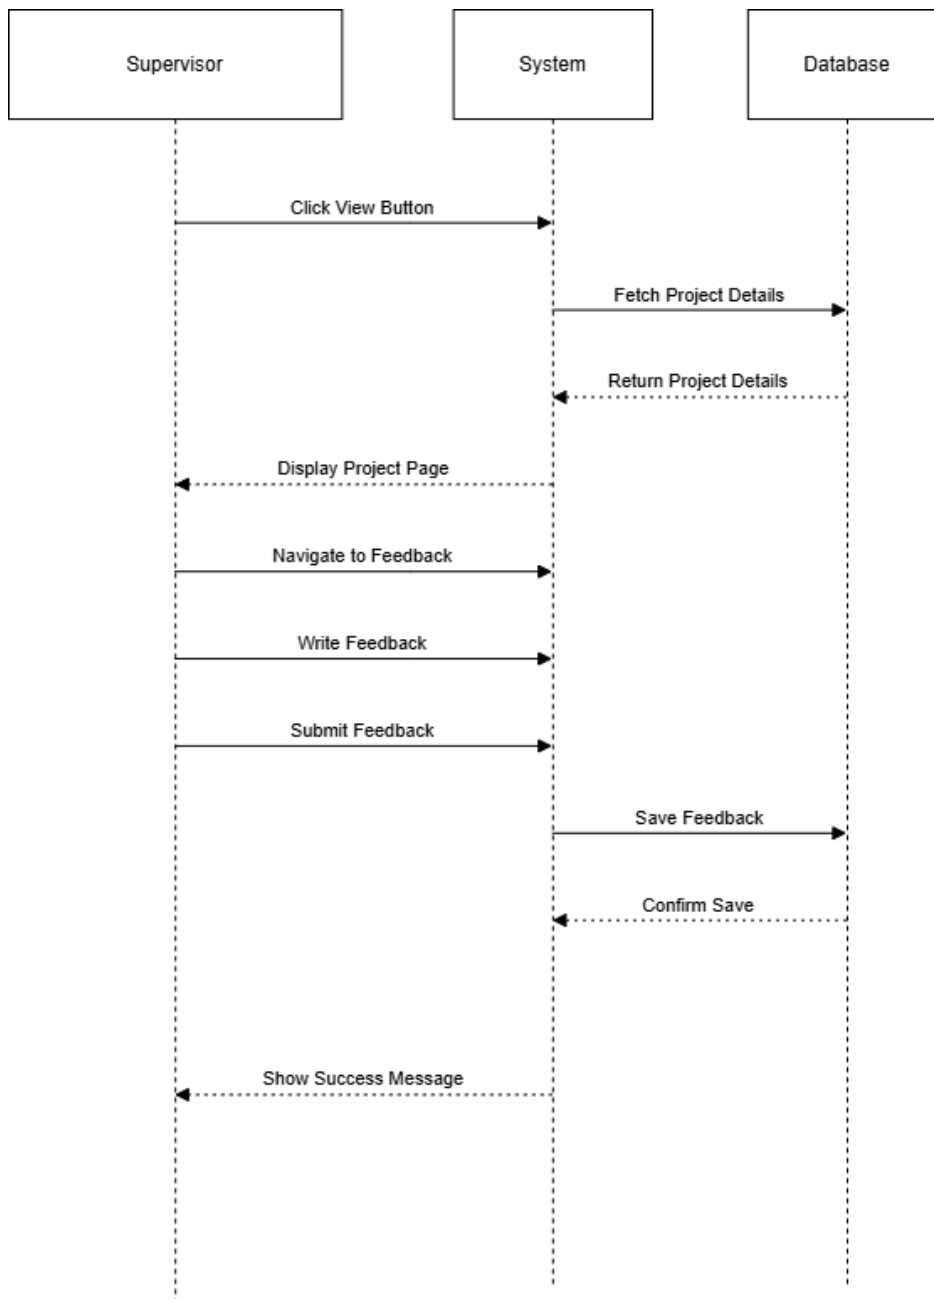 Supervisor
System
Database
Click View Button
Fetch Project Details
Return Project Details
Display Project Page
Navigate to Feedback
Write Feedback
Submit Feedback
Save Feedback
Confirm Save
Show Success Message